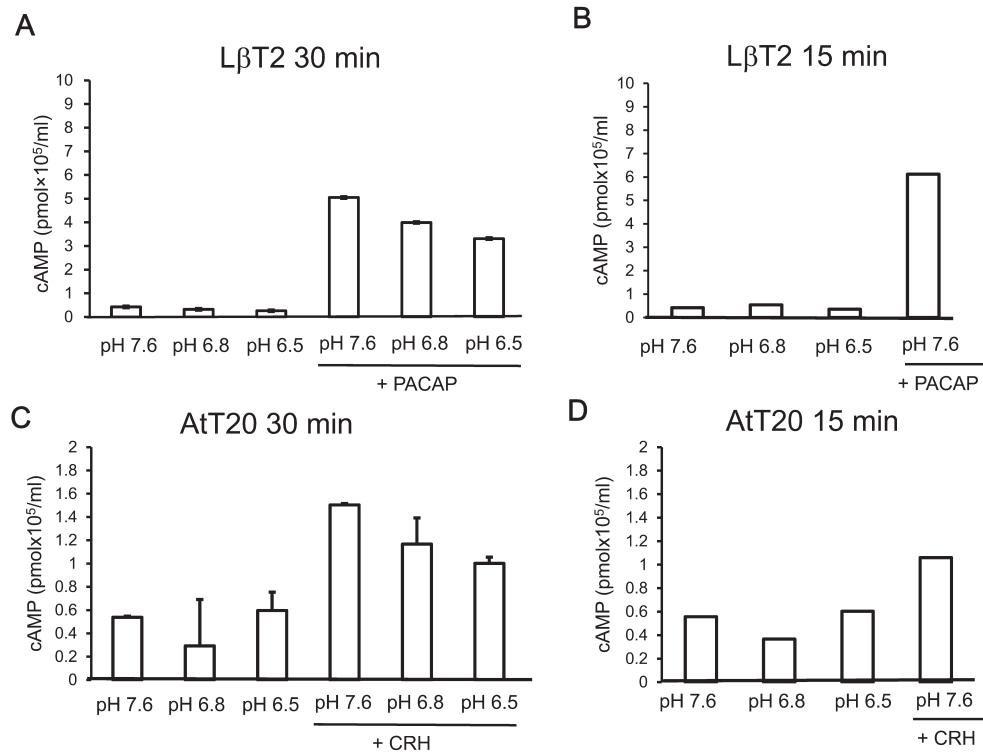 A
LβT2 30 min
cAMP (pmol×10⁵/ml)
10
9
8
7
6
5
4
3
2
1
0
pH 7.6 pH 6.8 pH 6.5 pH 7.6 pH 6.8 pH 6.5
+ PACAP
B
LβT2 15 min
cAMP (pmol×10⁵/ml
10
9
8
7
6
5
4
3
2
1
0
pH 7.6 pH 6.8 pH 6.5 pH 7.6
+ PACAP
C
AtT20 30 min
cAMP (pmolx10⁵/ml)
2
1.8
1.6
1.4
1.2
1
0.8
0.6
0.4
0.2
0
pH 7.6 pH 6.8 pH 6.5 pH 7.6 pH 6.8 pH 6.5
+ CRH
D
AtT20 15 min
cAMP (pmolx10⁵/ml)
2
1.8
1.6
1.4
1.2
1
0.8
0.6
0.4
0.2
0
pH 7.6 pH 6.8 pH 6.5 pH 7.6
+ CRH